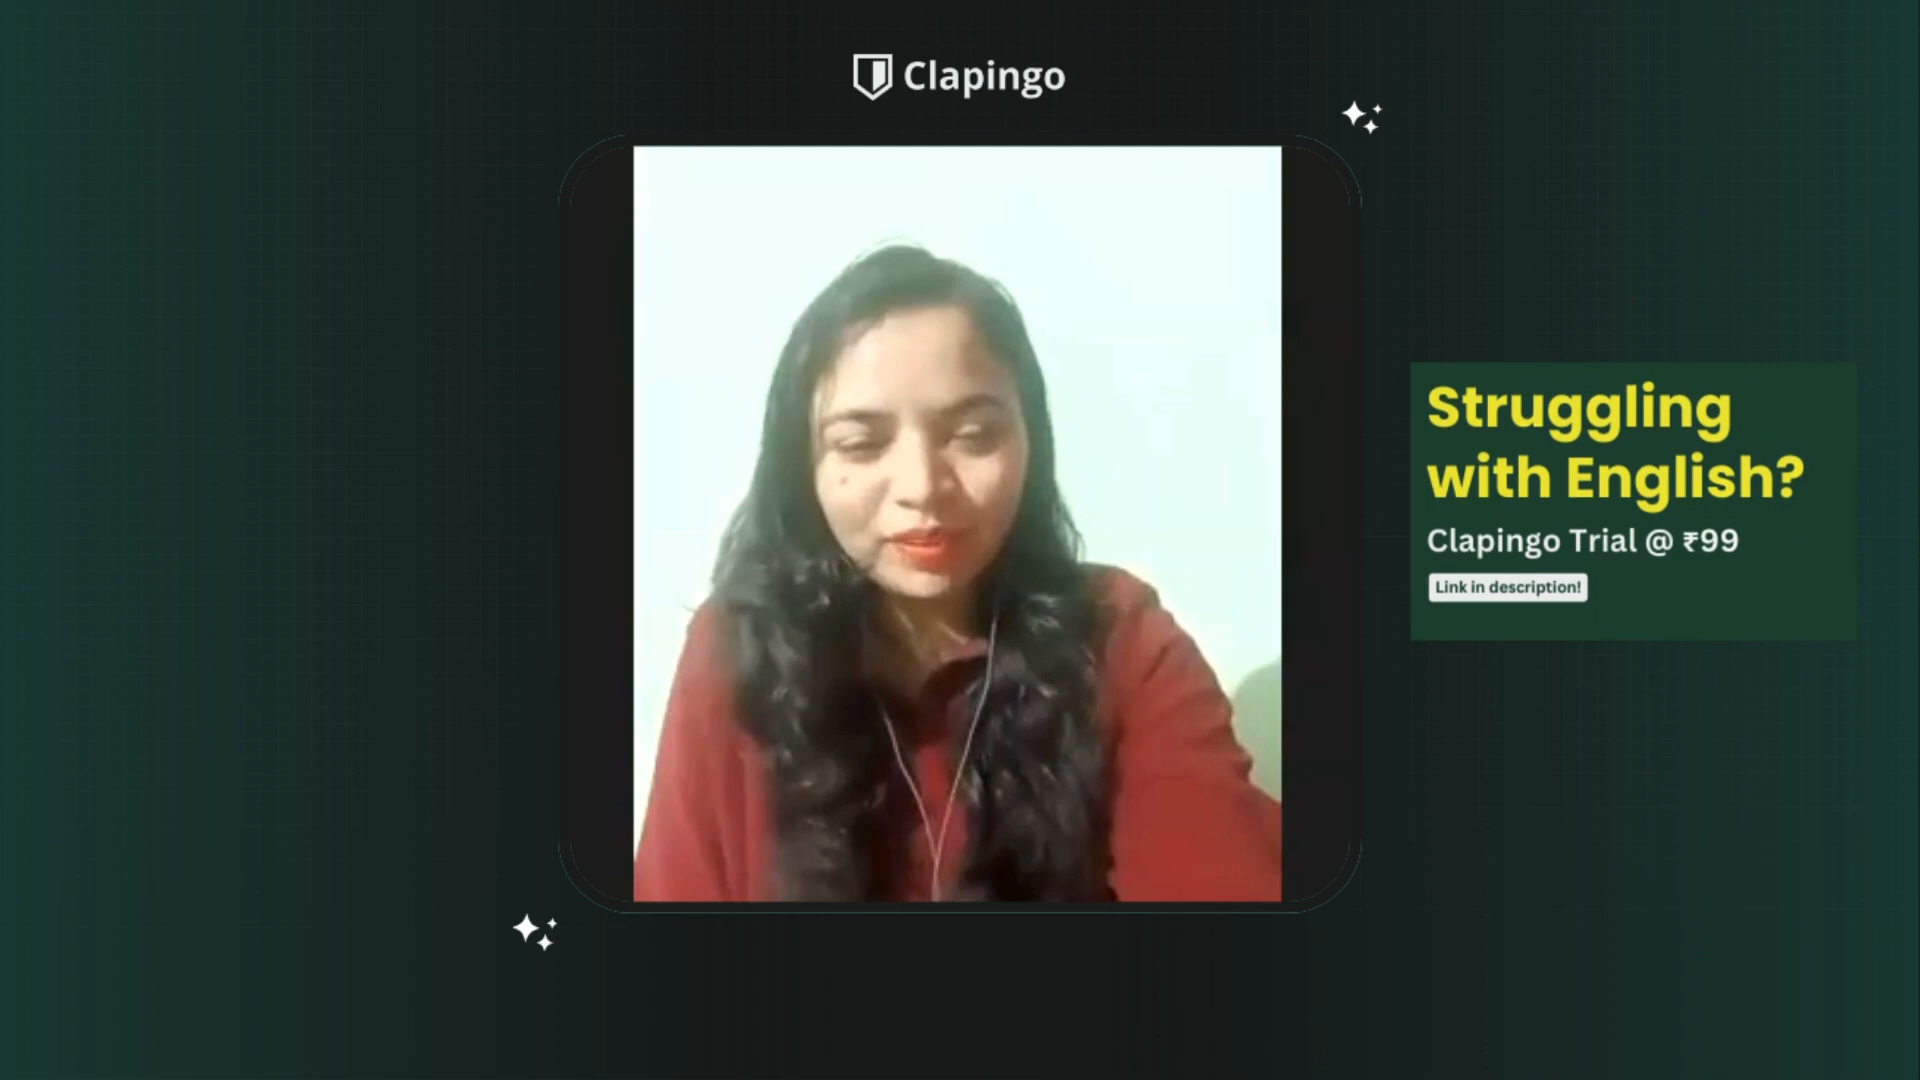 Clapingo
Struggling
with English?
Clapingo Trial @ ₹99
Link in description!